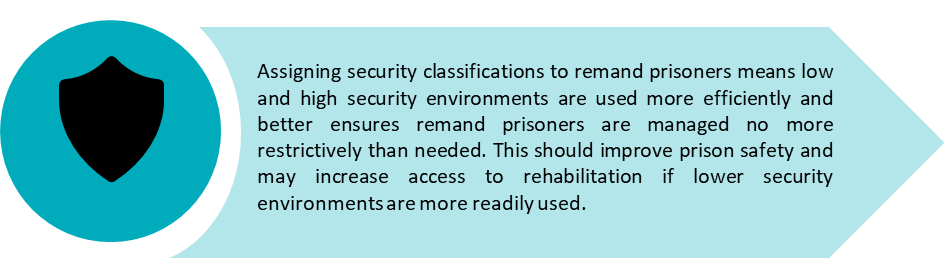 Assigning security classifications to remand prisoners means low
and high security environments are used more efficiently and
better ensures remand prisoners are managed no more
restrictively than needed. This should improve prison safety and
may increase access to rehabilitation if lower security
environments are more readily used.